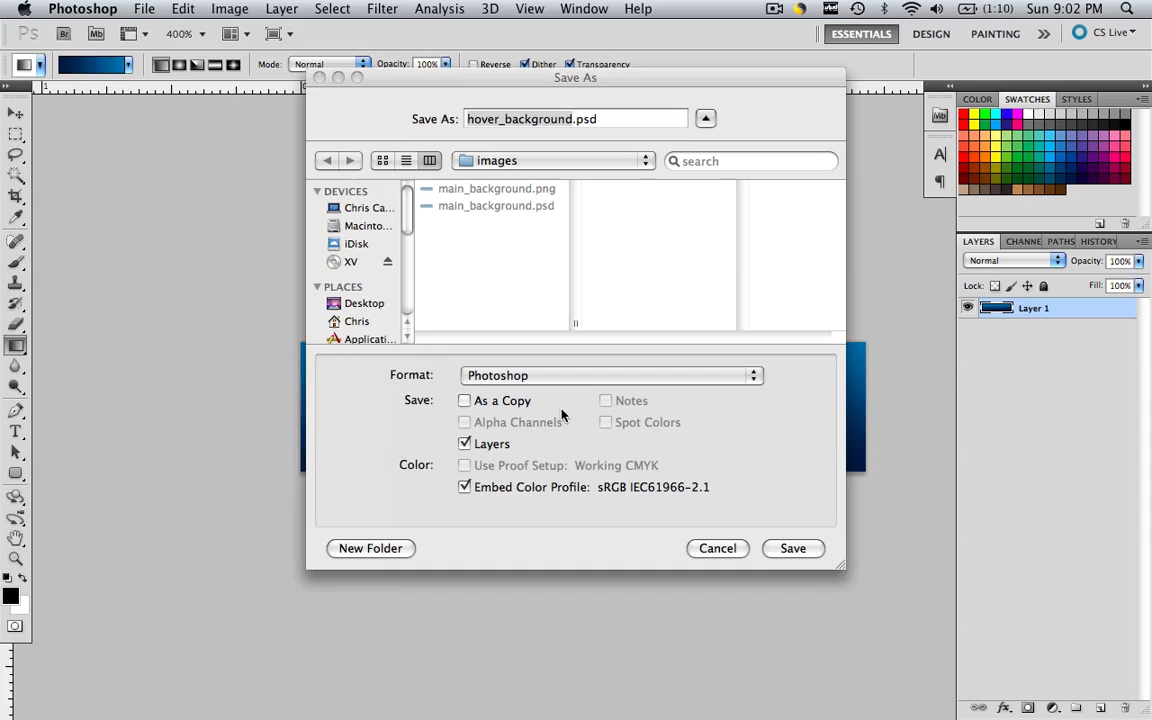 Photoshop File Edit Image Layer Select Filter Analysis 3D View Window Help (1:10) Sun 9:02 PM
Ps Br Mb 400% ESSENTIALS DESIGN PAINTING CS Live
Mode: Normal Opacity: 100% Reverse Dither Transparency
Save As
COLOR SWATCHES STYLES
Save As: hover_background.psd
images search
DEVICES
Chris Ca...
Macinto...
iDisk
XV
PLACES
Desktop
Chris
Applicati...
main_background.png
main_background.psd
LAYERS CHANNE PATHS HISTORY
Normal Opacity: 100%
Lock: Fill: 100%
Layer 1
Format: Photoshop
Save: As a Copy Notes
Alpha Channels Spot Colors
Layers
Color: Use Proof Setup: Working CMYK
Embed Color Profile: sRGB IEC61966-2.1
New Folder Cancel Save